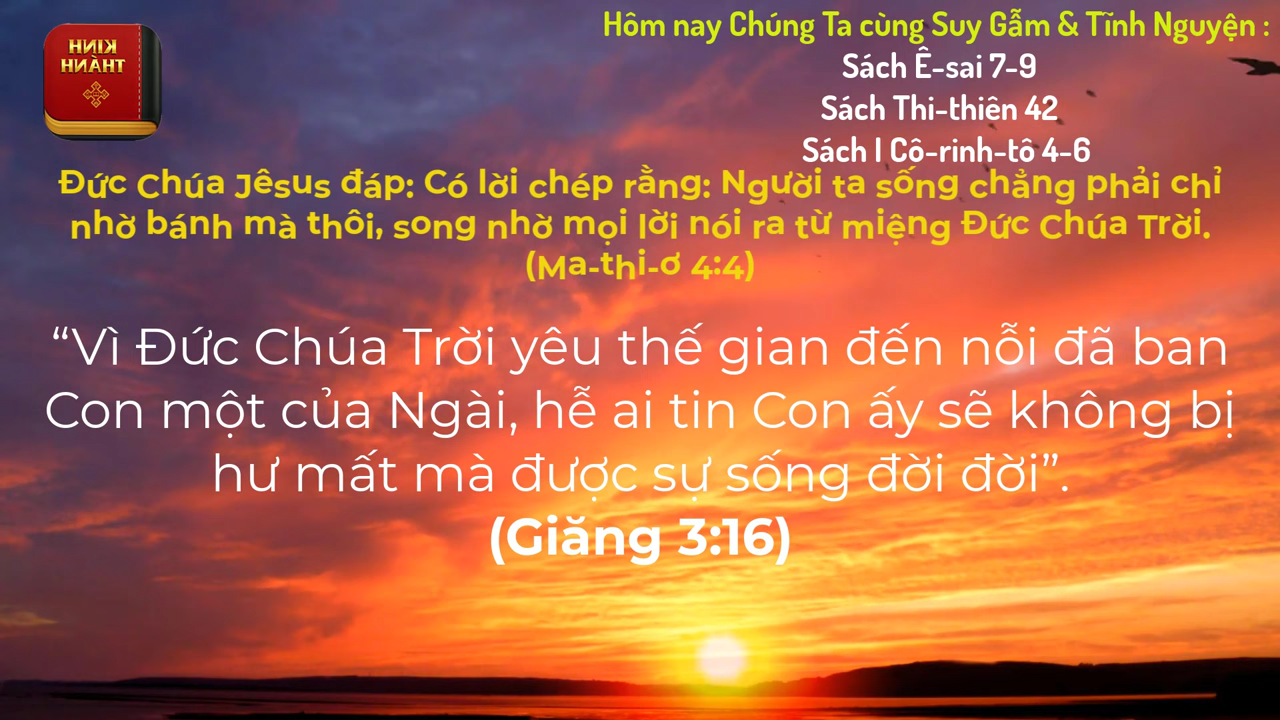 KINH
THÁNH
Hôm nay Chúng Ta cùng Suy Gẫm & Tĩnh Nguyện :
Sách Ê-sai 7-9
Sách Thi-thiên 42
Sách I Cô-rinh-tô 4-6
Đức Chúa Jêsus đáp: Có lời chép rằng: Người ta sống chẳng phải chỉ
nhờ bánh mà thôi, song nhờ mọi lời nói ra từ miệng Đức Chúa Trời.
(Ma-thi-ơ 4:4)
“Vì Đức Chúa Trời yêu thế gian đến nỗi đã ban
Con một của Ngài, hễ ai tin Con ấy sẽ không bị
hư mất mà được sự sống đời đời”.
(Giăng 3:16)